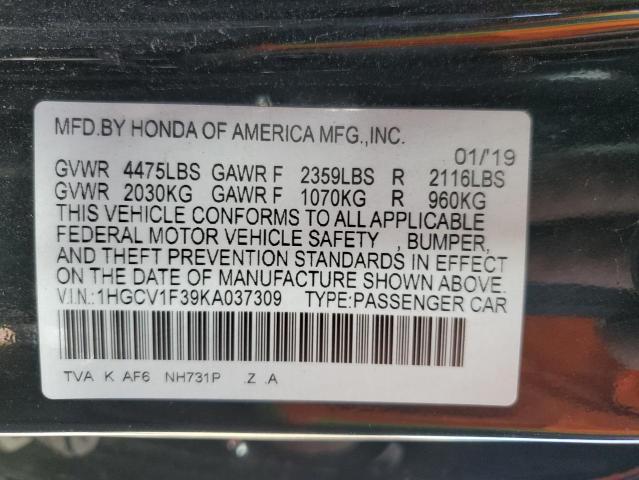 MFD.BY HONDA OF AMERICA MFG.,INC.
01/'19
GVWR 4475LBS GAWR F 2359LBS R 2116LBS
GVWR 2030KG GAWR F 1070KG R 960KG
THIS VEHICLE CONFORMS TO ALL APPLICABLE
FEDERAL MOTOR VEHICLE SAFETY , BUMPER,
AND THEFT PREVENTION STANDARDS IN EFFECT
ON THE DATE OF MANUFACTURE SHOWN ABOVE.
V.I.N.:1HGCV1F39KA037309 TYPE:PASSENGER CAR
TVA K AF6 NH731P .Z .A